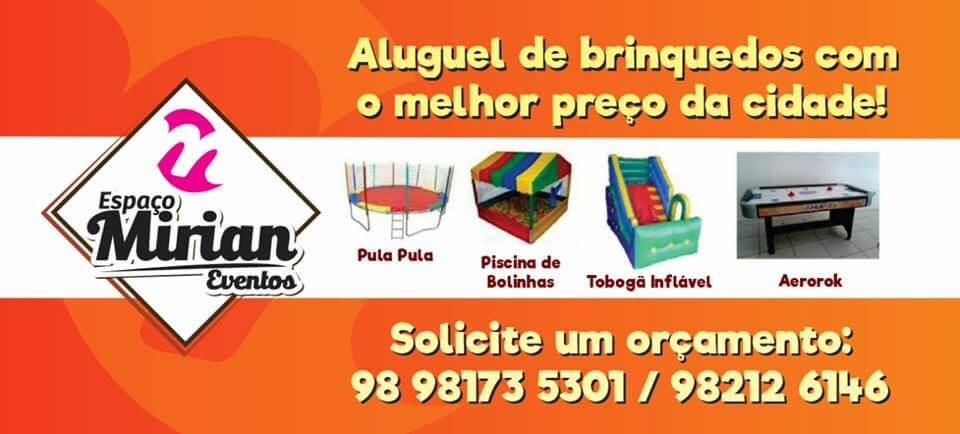 Aluguel de brinquedos com
o melhor preço da cidade!
Espaço
Mirian
Eventos
Pula Pula
Piscina de
Bolinhas
Tobogã Inflável
Aerorok
Solicite um orçamento:
98 98173 5301 / 98212 6146